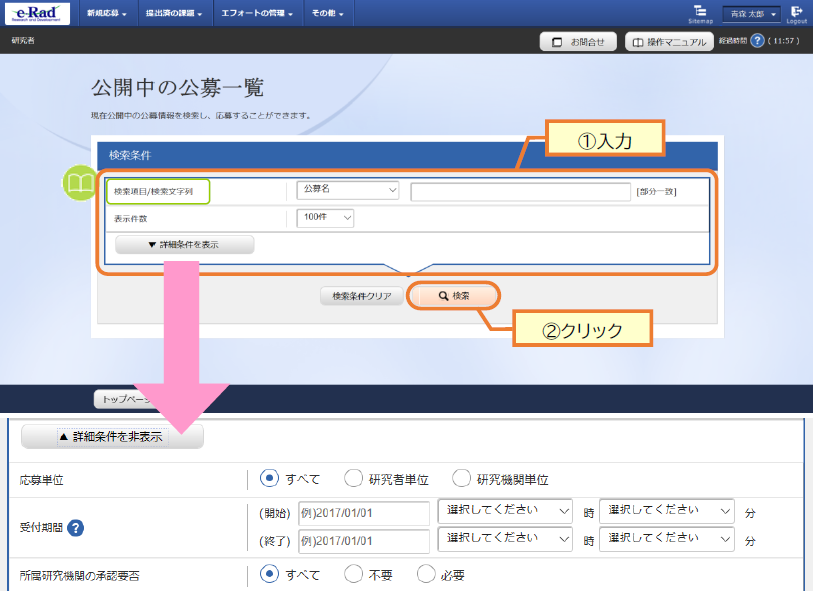 e-Rad
Research and Development
新規応募 提出済の課題 エフォートの管理 その他
Sitemap 青森 太郎 Logout
研究者 お問合せ 操作マニュアル 経過時間 ? ( 11:57 )
公開中の公募一覧
現在公開中の公募情報を検索し、応募することができます。
①入力
検索条件
検索項目/検索文字列 公募名 [部分一致]
表示件数 100件
▼ 詳細条件を表示
検索条件クリア 検索
②クリック
トップページ
▲ 詳細条件を非表示
応募単位 すべて 研究者単位 研究機関単位
受付期間 ? (開始) 例)2017/01/01 選択してください 時 選択してください 分
(終了) 例)2017/01/01 選択してください 時 選択してください 分
所属研究機関の承認要否 すべて 不要 必要